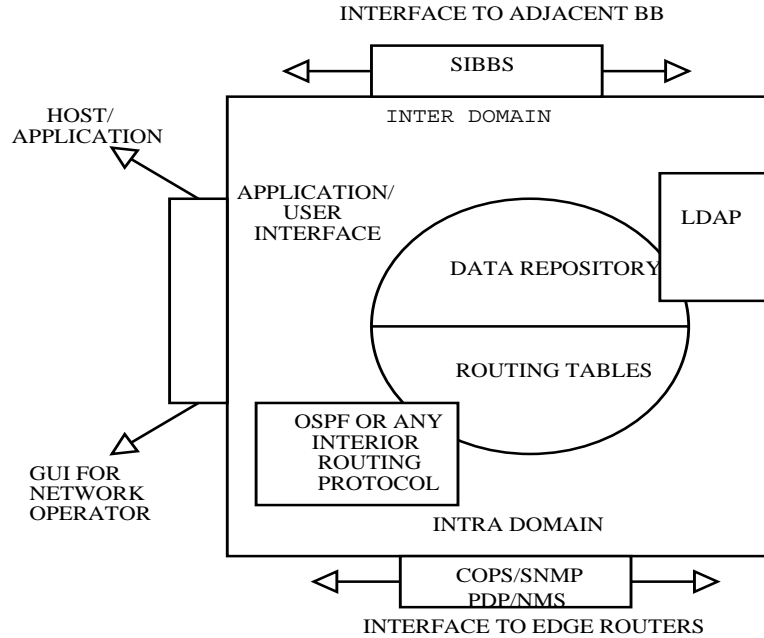 INTERFACE TO ADJACENT BB
SIBBS
INTER DOMAIN
HOST/
APPLICATION
APPLICATION/
USER
INTERFACE
LDAP
DATA REPOSITORY
ROUTING TABLES
OSPF OR ANY
INTERIOR
ROUTING
PROTOCOL
GUI FOR
NETWORK
OPERATOR
INTRA DOMAIN
COPS/SNMP
PDP/NMS
INTERFACE TO EDGE ROUTERS